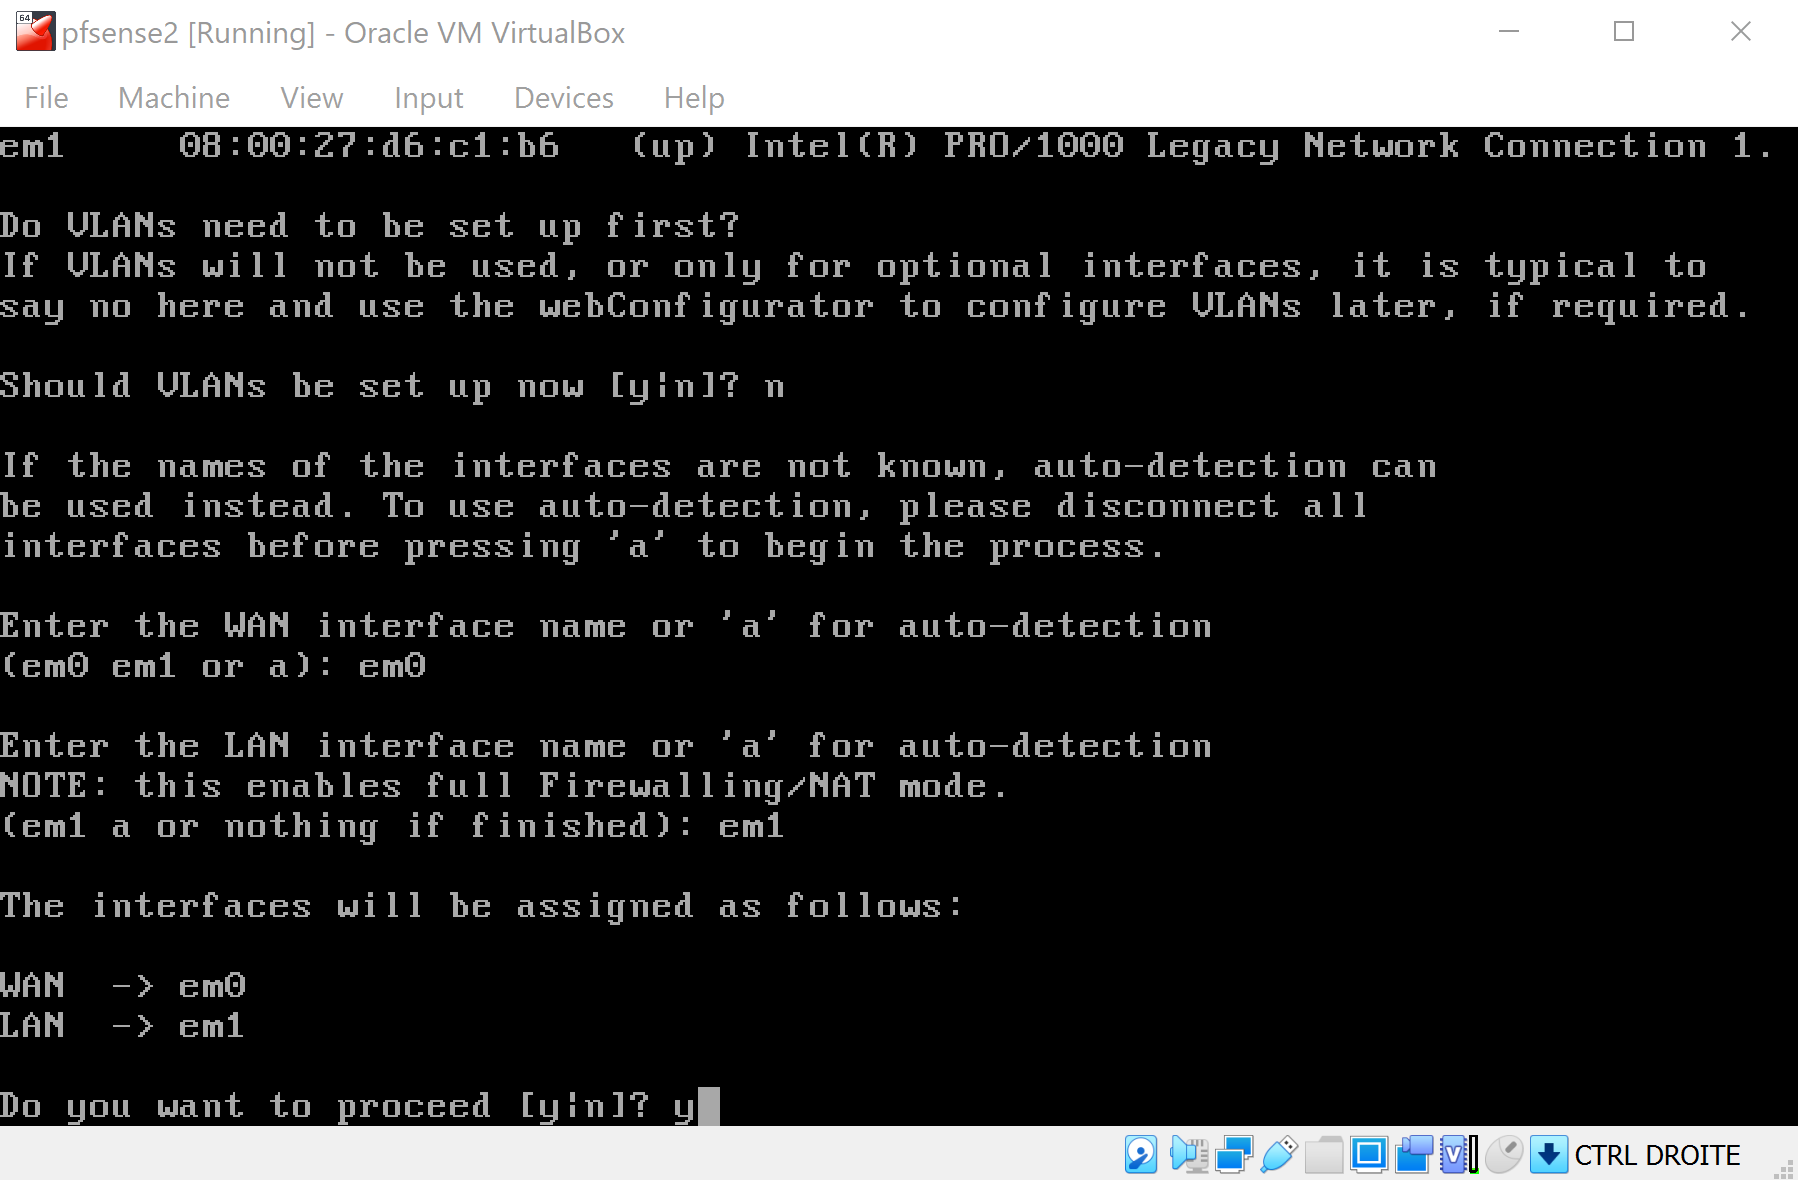 64
pfsense2 [Running] - Oracle VM VirtualBox
File Machine View Input Devices Help
em1     08:00:27:d6:c1:b6   (up) Intel(R) PRO/1000 Legacy Network Connection 1.
Do VLANs need to be set up first?
If VLANs will not be used, or only for optional interfaces, it is typical to
say no here and use the webConfigurator to configure VLANs later, if required.
Should VLANs be set up now [y|n]? n
If the names of the interfaces are not known, auto-detection can
be used instead. To use auto-detection, please disconnect all
interfaces before pressing 'a' to begin the process.
Enter the WAN interface name or 'a' for auto-detection
(em0 em1 or a): em0
Enter the LAN interface name or 'a' for auto-detection
NOTE: this enables full Firewalling/NAT mode.
(em1 a or nothing if finished): em1
The interfaces will be assigned as follows:
WAN  -> em0
LAN  -> em1
Do you want to proceed [y|n]? y
V
CTRL DROITE